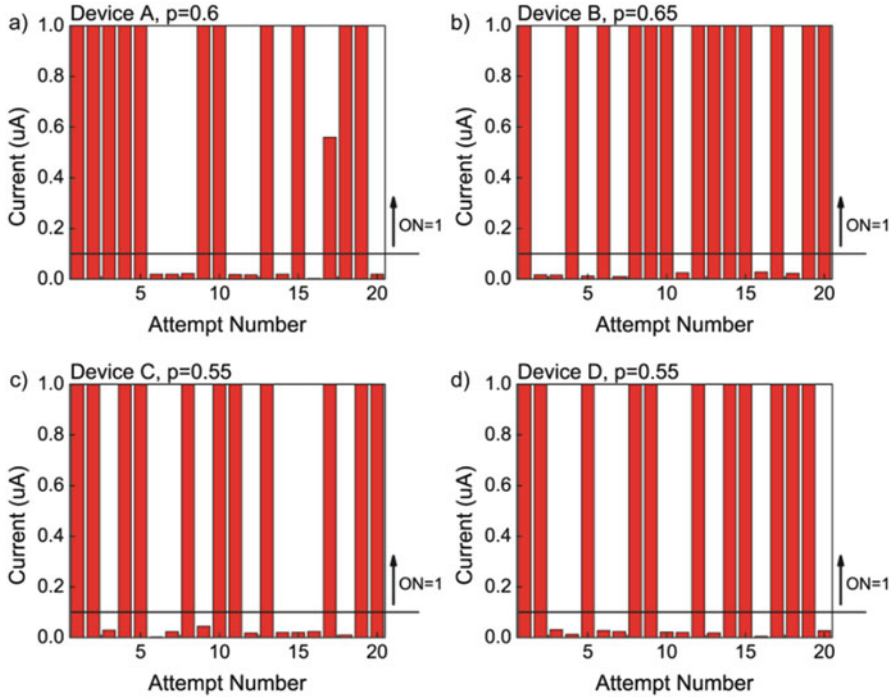 a) Device A, p=0.6
1.0
0.8
0.6
0.4
0.2
0.0
Current (uA)
ON=1
5 10 15 20
Attempt Number
b) Device B, p=0.65
1.0
0.8
0.6
0.4
0.2
0.0
Current (uA)
ON=1
5 10 15 20
Attempt Number
c) Device C, p=0.55
1.0
0.8
0.6
0.4
0.2
0.0
Current (uA)
ON=1
5 10 15 20
Attempt Number
d) Device D, p=0.55
1.0
0.8
0.6
0.4
0.2
0.0
Current (uA)
ON=1
5 10 15 20
Attempt Number